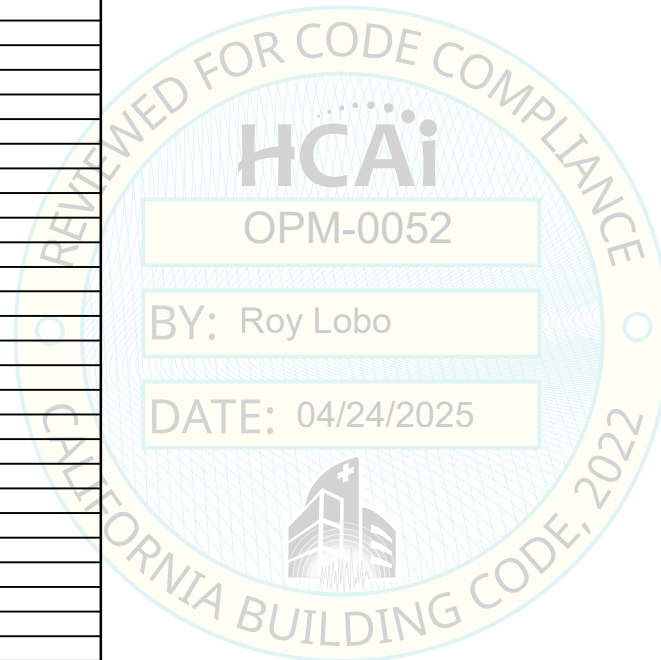 REVIEWED FOR CODE COMPLIANCE
HCAi
OPM-0052
BY: Roy Lobo
DATE: 04/24/2025
CALIFORNIA BUILDING CODE, 2022